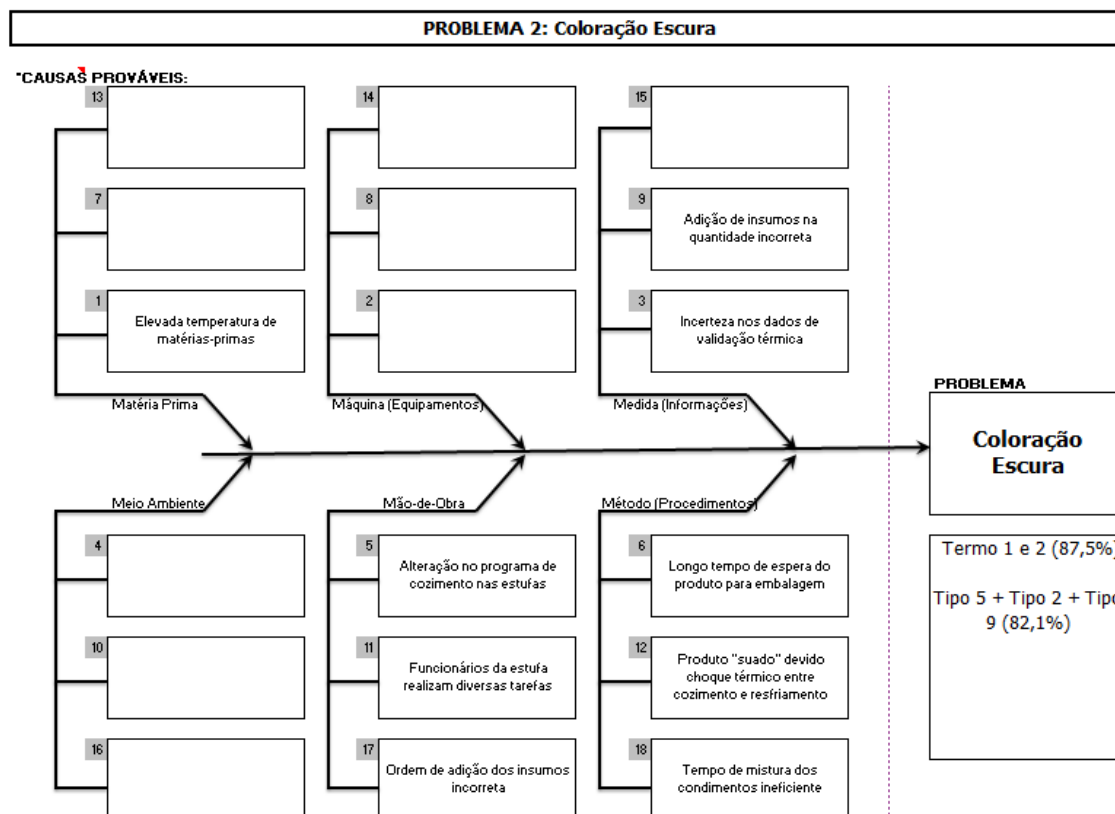 PROBLEMA 2: Coloração Escura
"CAUSAS PROVÁVEIS:
13
14
15
7
8
9
Adição de insumos na
quantidade incorreta
1
Elevada temperatura de
matérias-primas
2
3
Incerteza nos dados de
validação térmica
Matéria Prima
Máquina (Equipamentos)
Medida (Informações)
PROBLEMA
Coloração
Escura
Meio Ambiente
Mão-de-Obra
Método (Procedimentos)
4
5
Alteração no programa de
cozimento nas estufas
6
Longo tempo de espera do
produto para embalagem
Termo 1 e 2 (87,5%)
Tipo 5 + Tipo 2 + Tipo
9 (82,1%)
10
11
Funcionários da estufa
realizam diversas tarefas
12
Produto "suado" devido
choque térmico entre
cozimento e resfriamento
16
17
Ordem de adição dos insumos
incorreta
18
Tempo de mistura dos
condimentos ineficiente